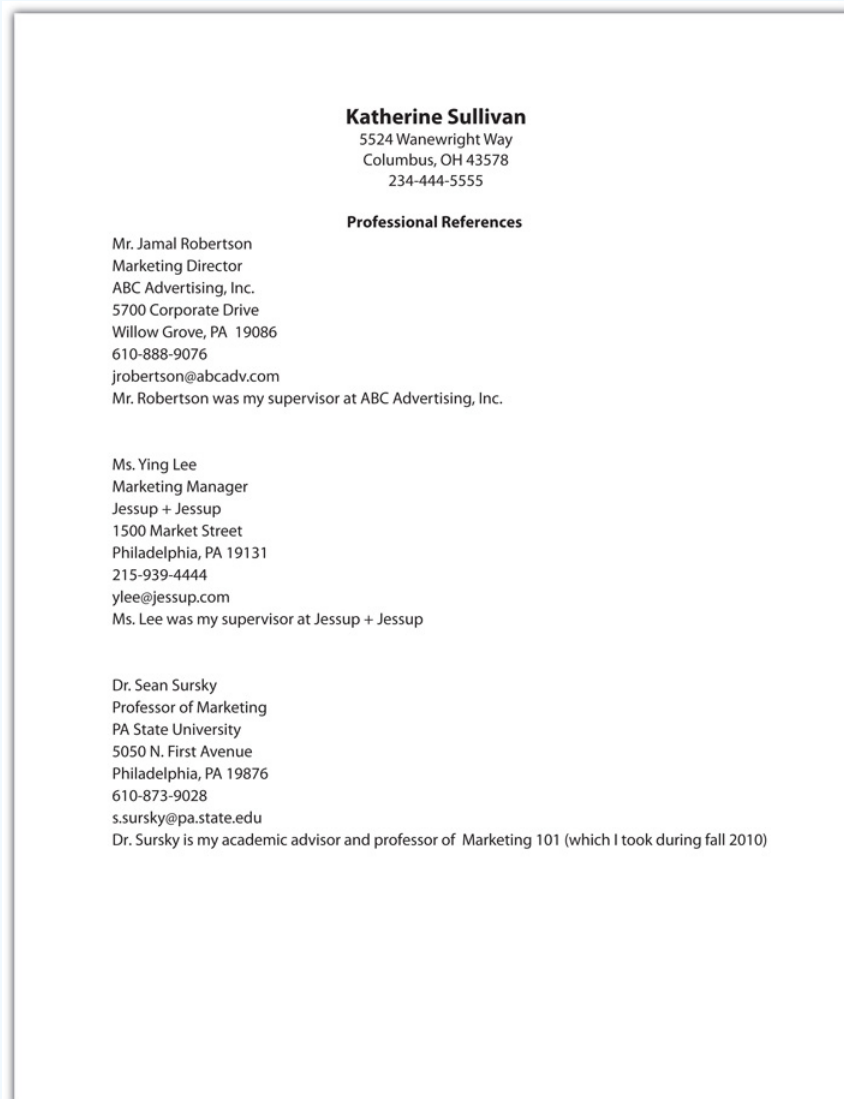 Katherine Sullivan
5524 Wanewright Way
Columbus, OH 43578
234-444-5555
Professional References
Mr. Jamal Robertson
Marketing Director
ABC Advertising, Inc.
5700 Corporate Drive
Willow Grove, PA  19086
610-888-9076
jrobertson@abcadv.com
Mr. Robertson was my supervisor at ABC Advertising, Inc.
Ms. Ying Lee
Marketing Manager
Jessup + Jessup
1500 Market Street
Philadelphia, PA 19131
215-939-4444
ylee@jessup.com
Ms. Lee was my supervisor at Jessup + Jessup
Dr. Sean Sursky
Professor of Marketing
PA State University
5050 N. First Avenue
Philadelphia, PA 19876
610-873-9028
s.sursky@pa.state.edu
Dr. Sursky is my academic advisor and professor of  Marketing 101 (which I took during fall 2010)